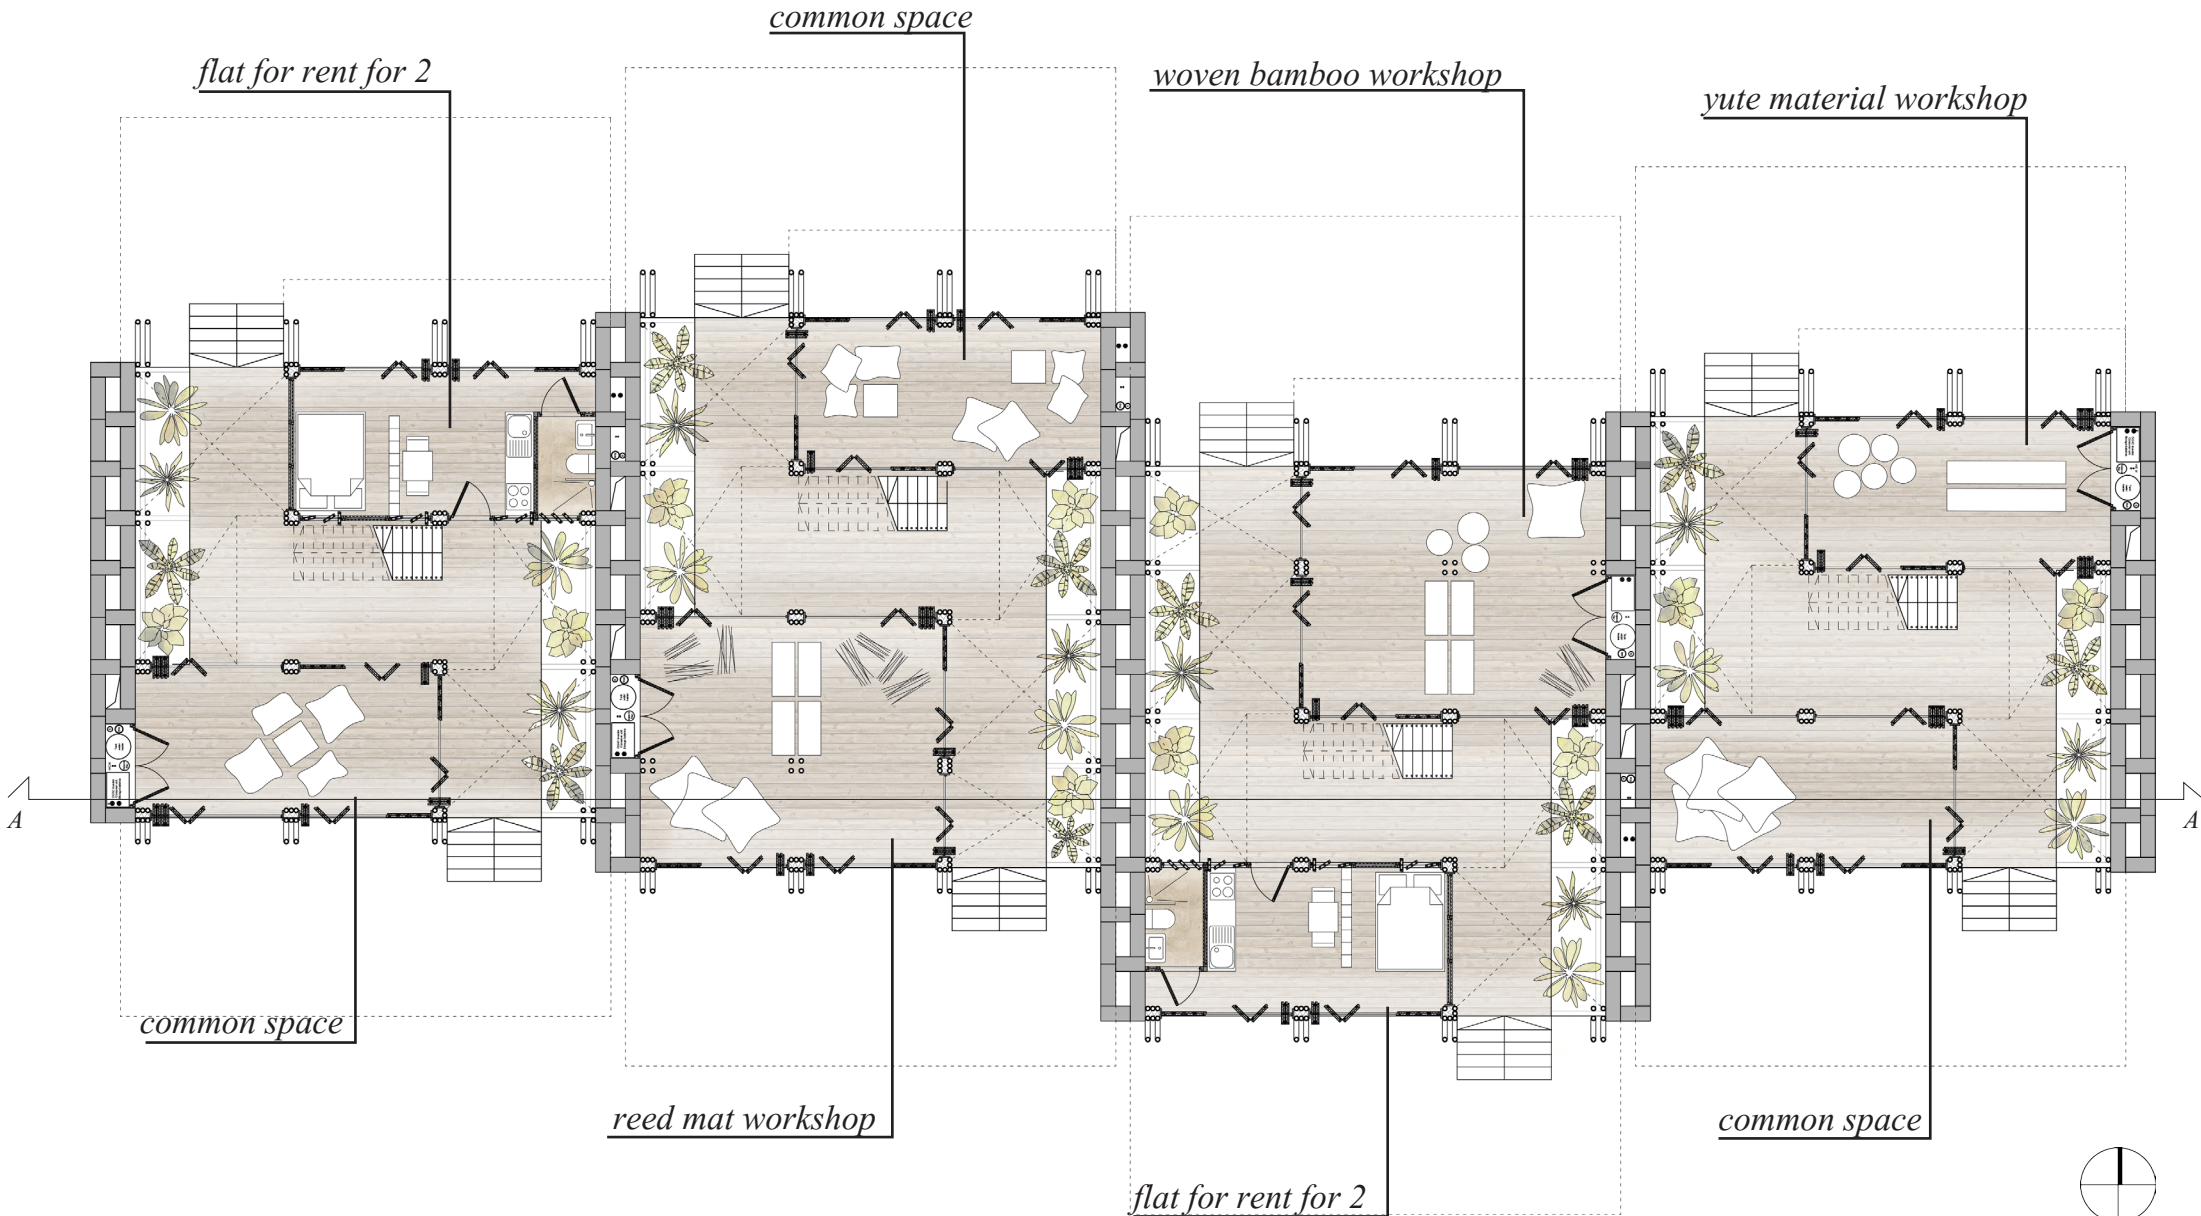 common space
flat for rent for 2
woven bamboo workshop
yute material workshop
A
A
common space
reed mat workshop
common space
flat for rent for 2